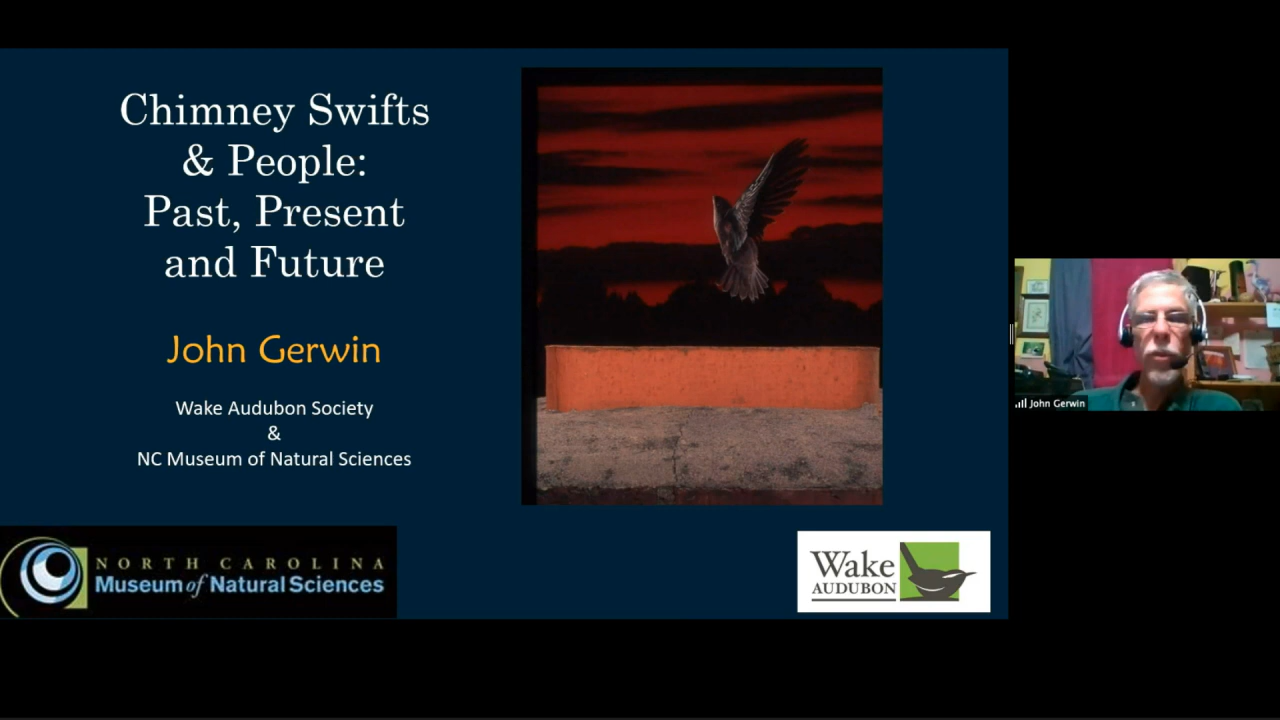 Chimney Swifts
& People:
Past, Present
and Future
John Gerwin
Wake Audubon Society
&
NC Museum of Natural Sciences
NORTH CAROLINA
Museum of Natural Sciences
Wake
AUDUBON
John Gerwin